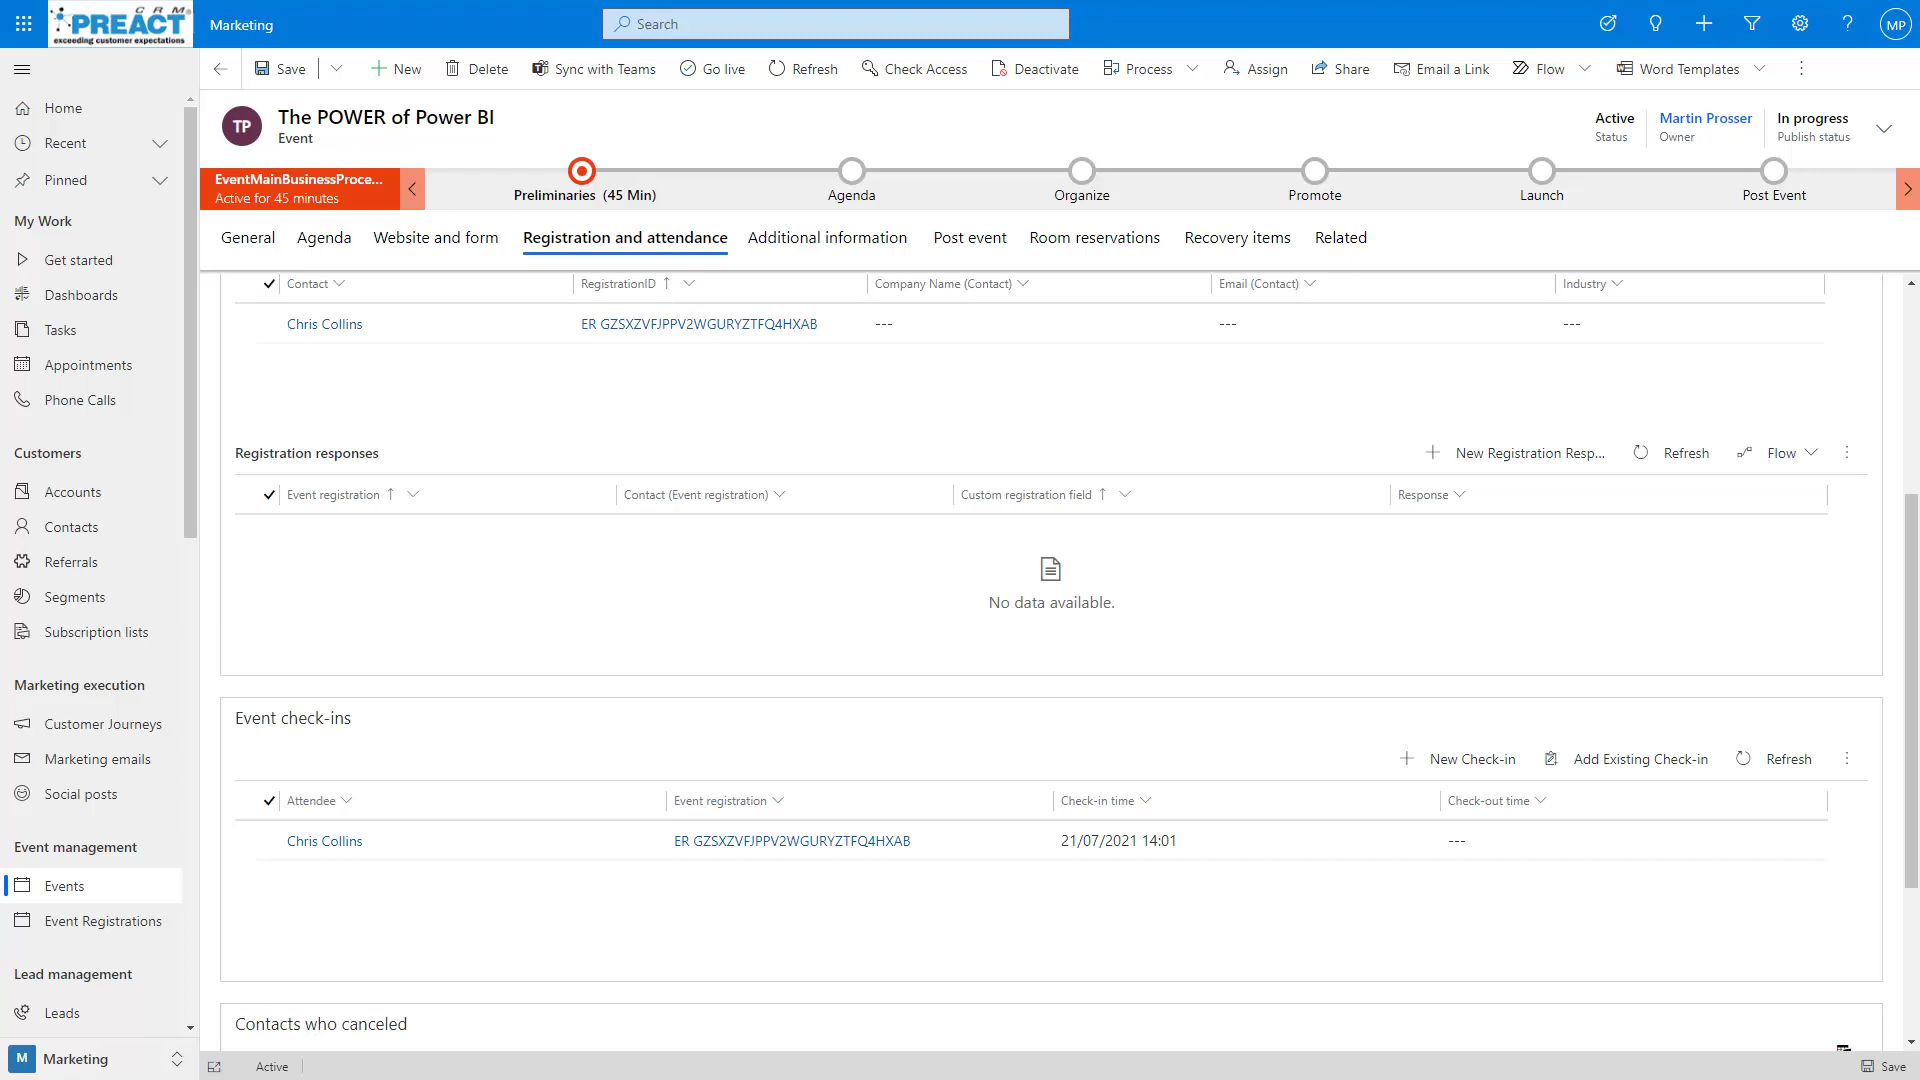 CRM
PREACT
exceeding customer expectations
Marketing
Search
MP
Save
New
Delete
Sync with Teams
Go live
Refresh
Check Access
Deactivate
Process
Assign
Share
Email a Link
Flow
Word Templates
Home
Recent
Pinned
My Work
Get started
Dashboards
Tasks
Appointments
Phone Calls
Customers
Accounts
Contacts
Referrals
Segments
Subscription lists
Marketing execution
Customer Journeys
Marketing emails
Social posts
Event management
Events
Event Registrations
Lead management
Leads
M Marketing
TP
The POWER of Power BI
Event
Active
Status
Martin Prosser
Owner
In progress
Publish status
EventMainBusinessProce...
Active for 45 minutes
Preliminaries (45 Min)
Agenda
Organize
Promote
Launch
Post Event
General
Agenda
Website and form
Registration and attendance
Additional information
Post event
Room reservations
Recovery items
Related
Contact
RegistrationID
Company Name (Contact)
Email (Contact)
Industry
Chris Collins
ER GZSXZVFJPPV2WGURYZTFQ4HXAB
---
---
---
Registration responses
New Registration Resp...
Refresh
Flow
Event registration
Contact (Event registration)
Custom registration field
Response
No data available.
Event check-ins
New Check-in
Add Existing Check-in
Refresh
Attendee
Event registration
Check-in time
Check-out time
Chris Collins
ER GZSXZVFJPPV2WGURYZTFQ4HXAB
21/07/2021 14:01
---
Contacts who canceled
Active
Save